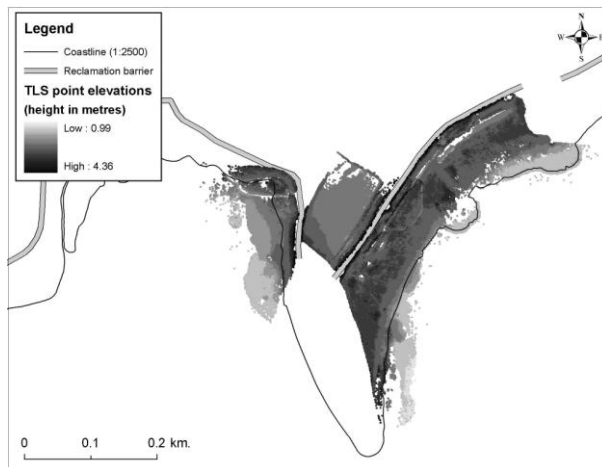 Legend
Coastline (1:2500)
Reclamation barrier
TLS point elevations
(height in metres)
Low : 0.99
High : 4.36
N
W E
S
0 0.1 0.2 km.